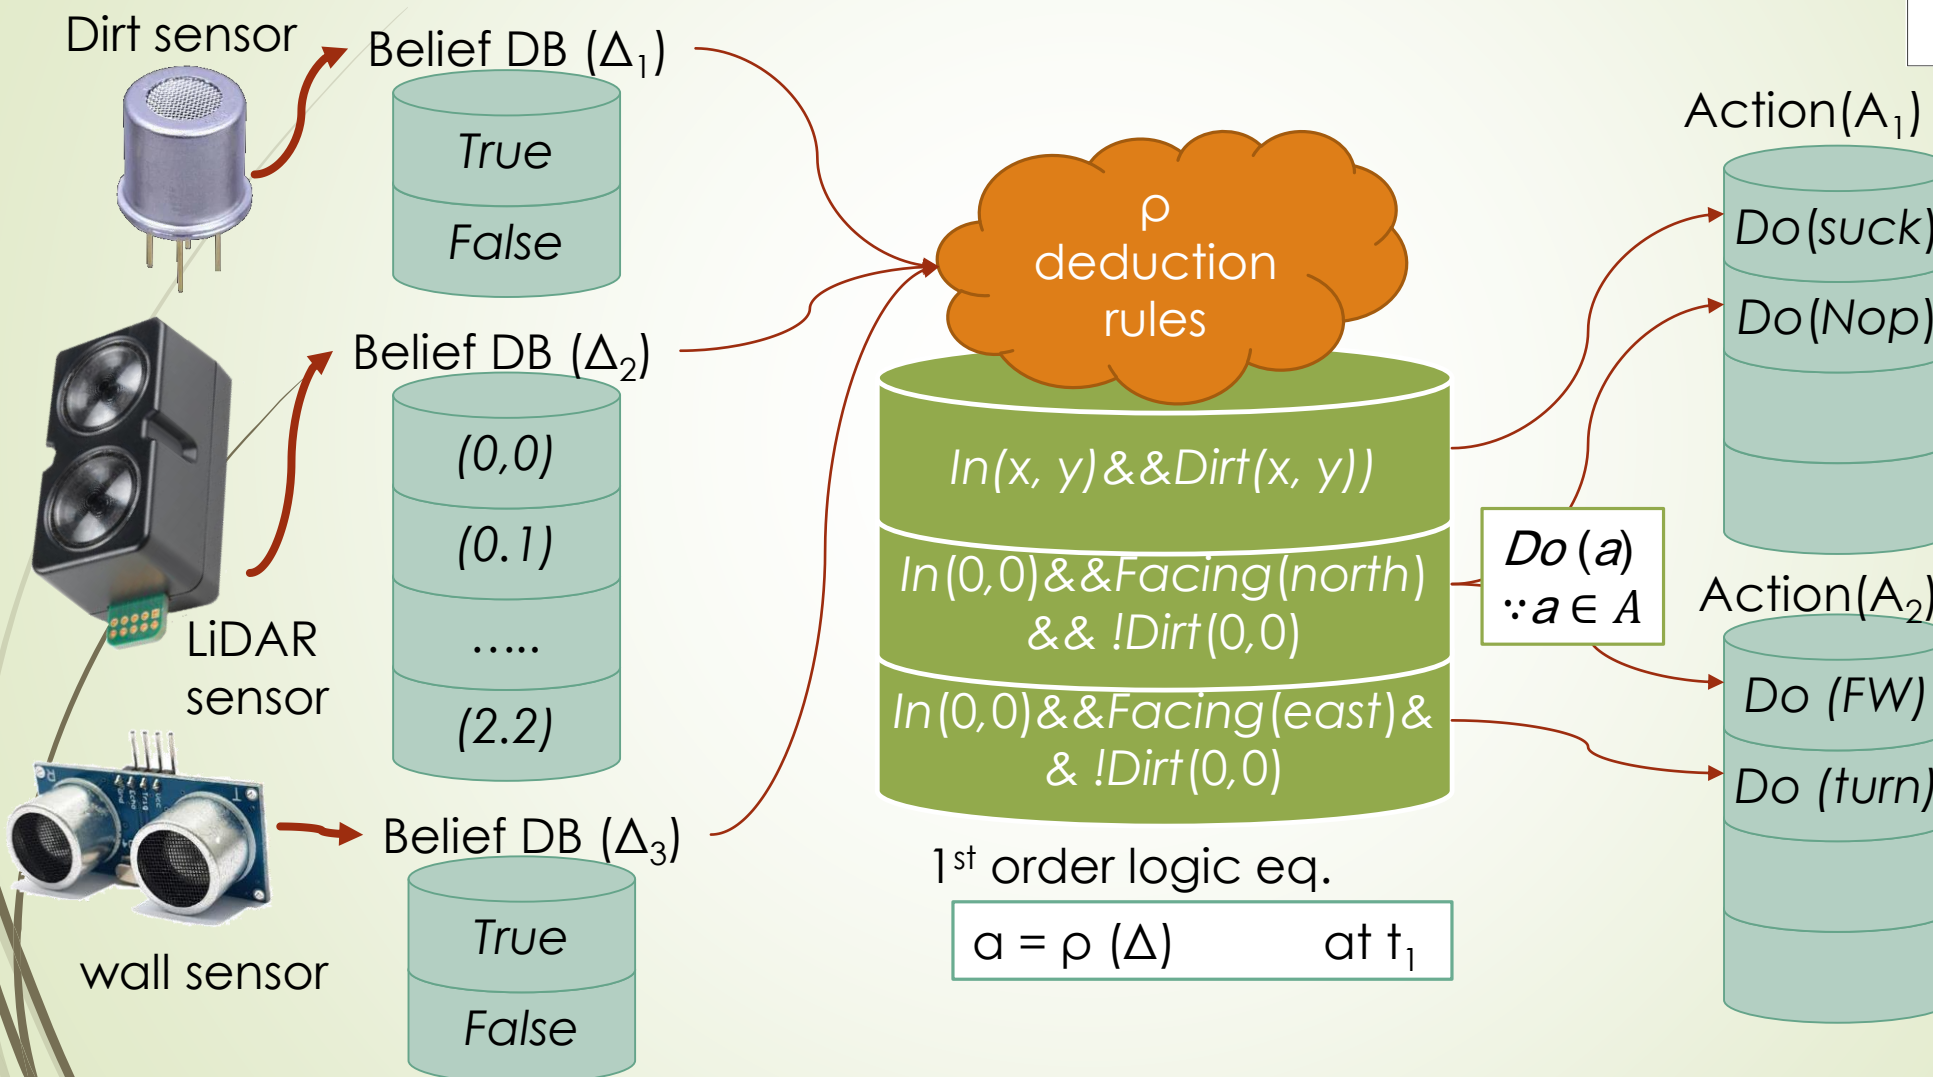 Dirt sensor
Belief DB (Δ₁)
True
False
Belief DB (Δ₂)
(0,0)
(0.1)
.....
(2.2)
LiDAR
sensor
Belief DB (Δ₃)
True
False
wall sensor
ρ
deduction
rules
In(x, y)&&Dirt(x, y))
In(0,0)&&Facing(north)
&& !Dirt(0,0)
In(0,0)&&Facing(east)&
& !Dirt(0,0)
1st order logic eq.
a = ρ (Δ) at t₁
Do (a)
∵a ∈ A
Action(A₁)
Do(suck)
Do(Nop)
Action(A₂)
Do (FW)
Do (turn)